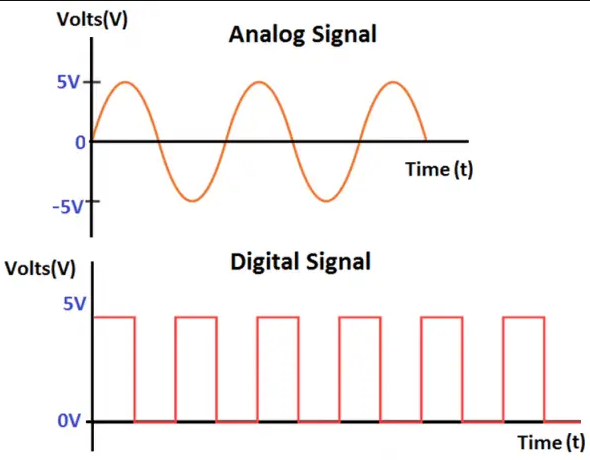 Volts(V)
Analog Signal
5V
0
Time (t)
-5V
Digital Signal
Volts(V)
5V
0V
Time (t)